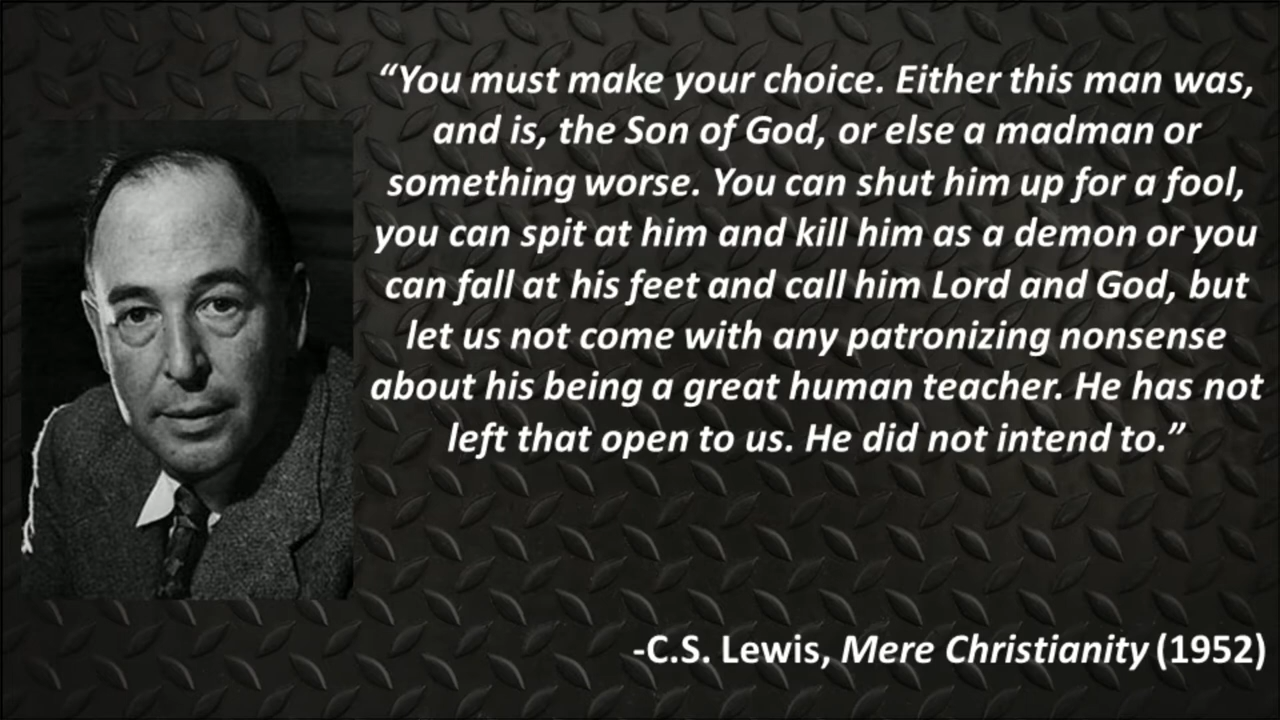 “You must make your choice. Either this man was,
and is, the Son of God, or else a madman or
something worse. You can shut him up for a fool,
you can spit at him and kill him as a demon or you
can fall at his feet and call him Lord and God, but
let us not come with any patronizing nonsense
about his being a great human teacher. He has not
left that open to us. He did not intend to.”
-C.S. Lewis, Mere Christianity (1952)